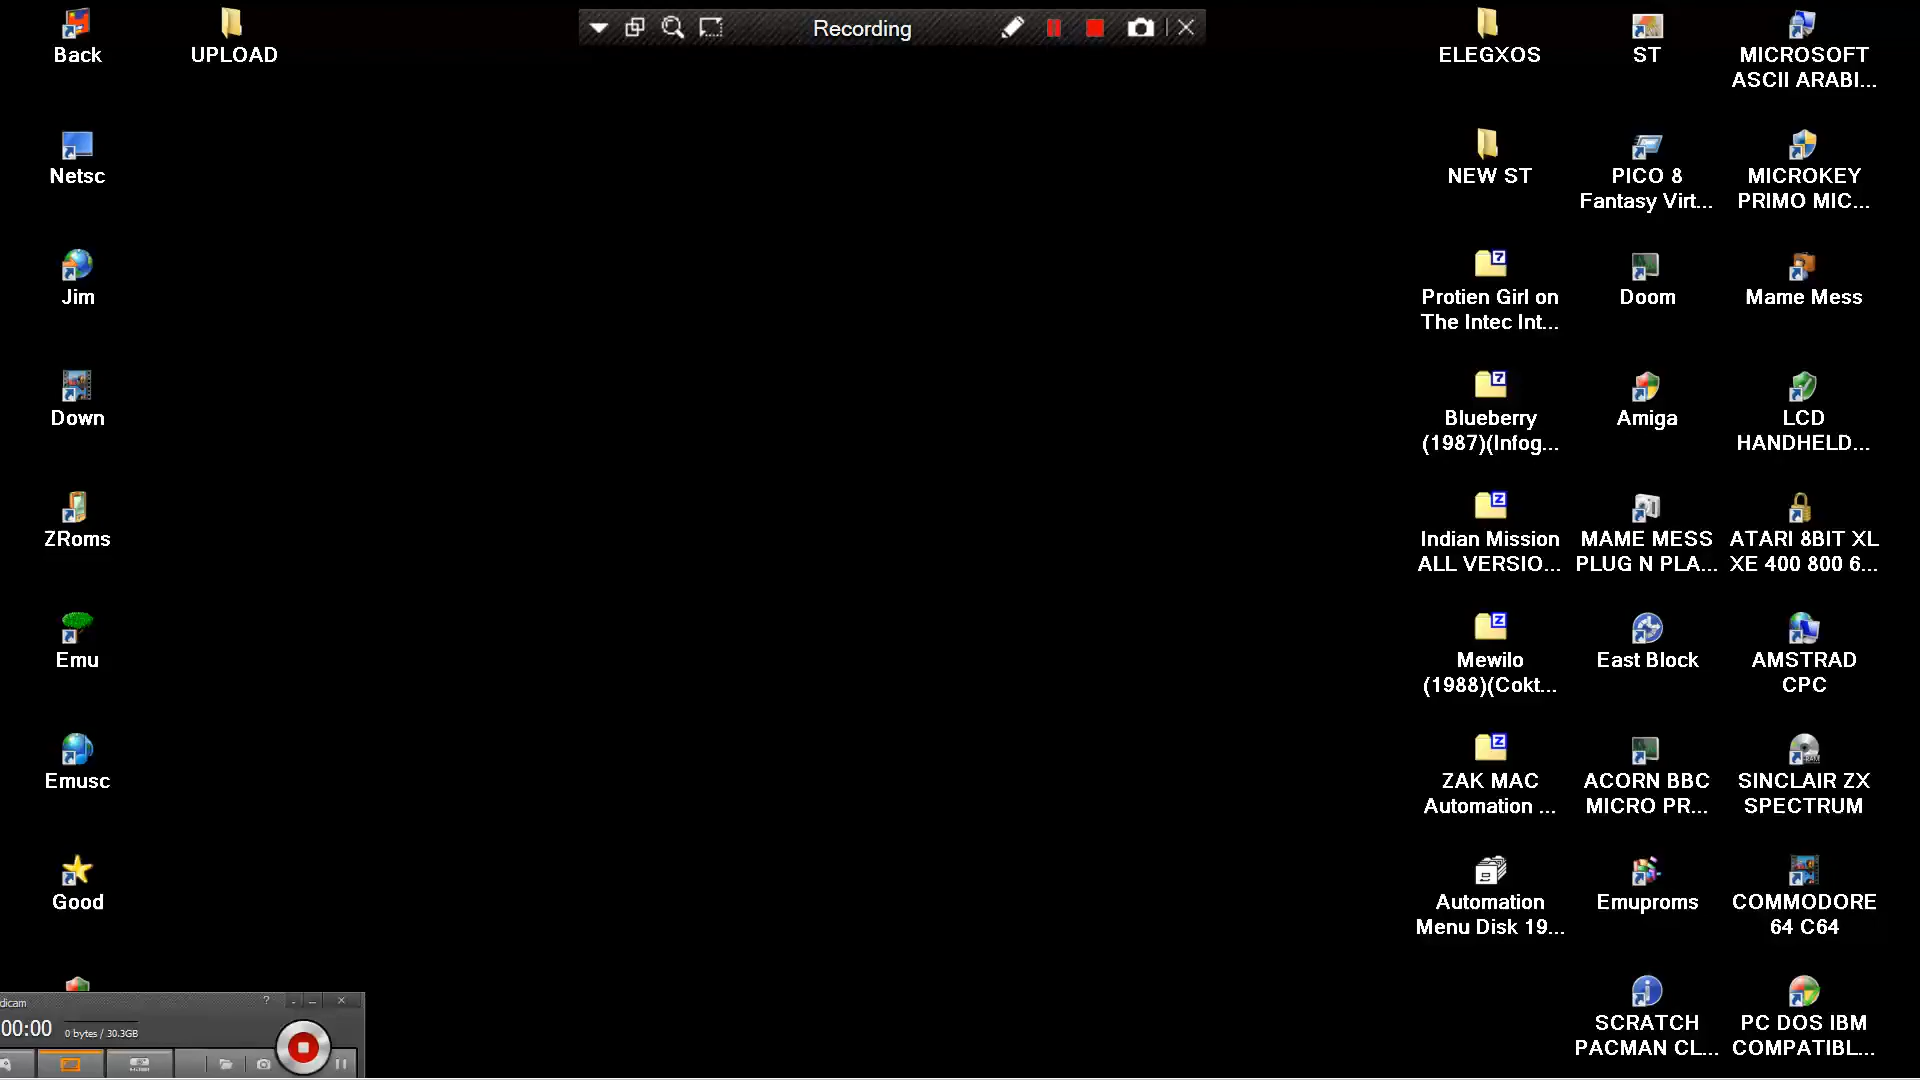 Back
UPLOAD
Recording
ELEGXOS
ST
MICROSOFT
ASCII ARABI...
Netsc
NEW ST
PICO 8
Fantasy Virt...
MICROKEY
PRIMO MIC...
Jim
Protien Girl on
The Intec Int...
Doom
Mame Mess
Down
Blueberry
(1987)(Infog...
Amiga
LCD
HANDHELD...
ZRoms
Indian Mission
ALL VERSIO...
MAME MESS
PLUG N PLA...
ATARI 8BIT XL
XE 400 800 6...
Emu
Mewilo
(1988)(Cokt...
East Block
AMSTRAD
CPC
Emusc
ZAK MAC
Automation ...
ACORN BBC
MICRO PR...
SINCLAIR ZX
SPECTRUM
Good
Automation
Menu Disk 19...
Emuproms
COMMODORE
64 C64
SCRATCH
PACMAN CL...
PC DOS IBM
COMPATIBL...
dicam
00:00
0 bytes / 30.3GB